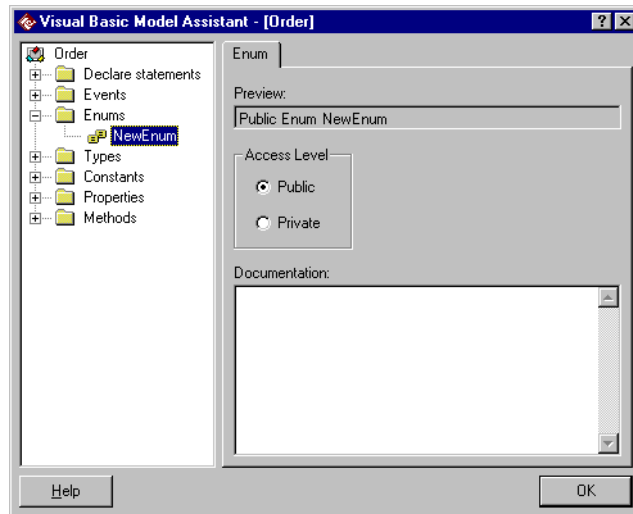 Visual Basic Model Assistant - [Order]
Order
Declare statements
Events
Enums
NewEnum
Types
Constants
Properties
Methods
Enum
Preview:
Public Enum NewEnum
Access Level
Public
Private
Documentation:
Help
OK